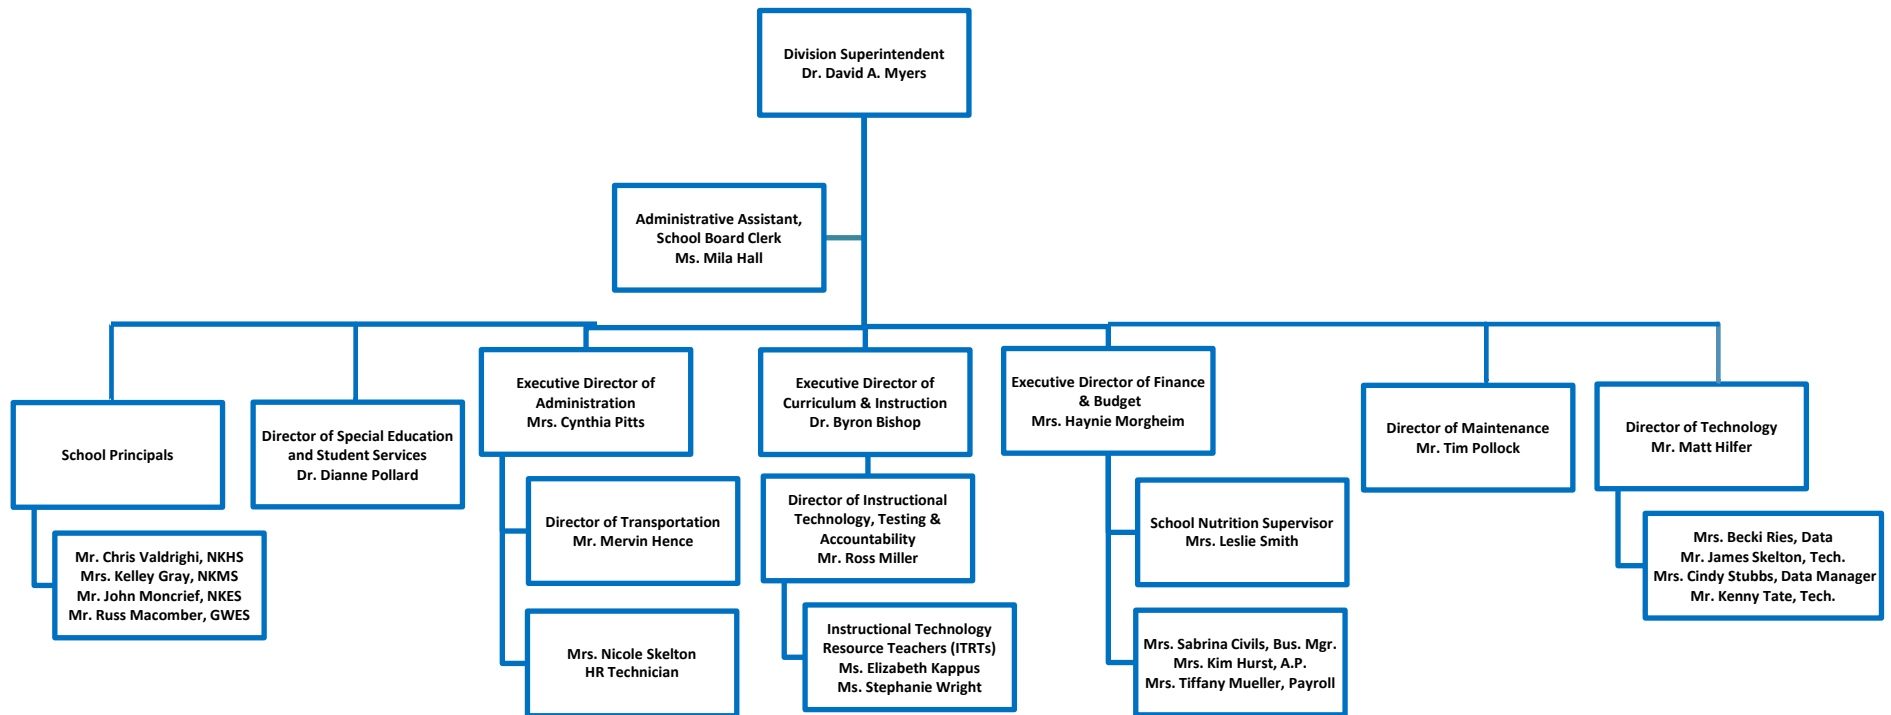 Division Superintendent
Dr. David A. Myers
Administrative Assistant,
School Board Clerk
Ms. Mila Hall
School Principals
Mr. Chris Valdrighi, NKHS
Mrs. Kelley Gray, NKMS
Mr. John Moncrief, NKES
Mr. Russ Macomber, GWES
Director of Special Education
and Student Services
Dr. Dianne Pollard
Executive Director of
Administration
Mrs. Cynthia Pitts
Director of Transportation
Mr. Mervin Hence
Mrs. Nicole Skelton
HR Technician
Executive Director of
Curriculum & Instruction
Dr. Byron Bishop
Director of Instructional
Technology, Testing &
Accountability
Mr. Ross Miller
Instructional Technology
Resource Teachers (ITRTs)
Ms. Elizabeth Kappus
Ms. Stephanie Wright
Executive Director of Finance
& Budget
Mrs. Haynie Morgheim
School Nutrition Supervisor
Mrs. Leslie Smith
Mrs. Sabrina Civils, Bus. Mgr.
Mrs. Kim Hurst, A.P.
Mrs. Tiffany Mueller, Payroll
Director of Maintenance
Mr. Tim Pollock
Director of Technology
Mr. Matt Hilfer
Mrs. Becki Ries, Data
Mr. James Skelton, Tech.
Mrs. Cindy Stubbs, Data Manager
Mr. Kenny Tate, Tech.